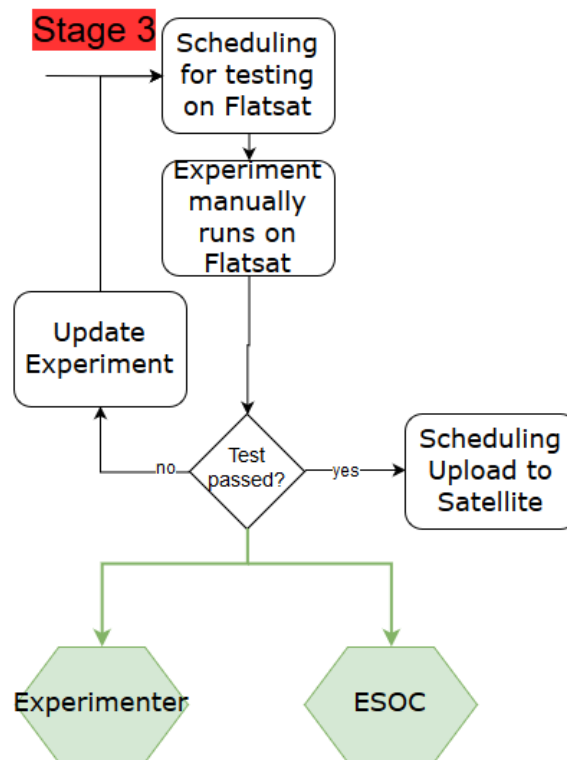 Stage 3
Scheduling
for testing
on Flatsat
Experiment
manually
runs on
Flatsat
Update
Experiment
Test
passed?
no
yes
Scheduling
Upload to
Satellite
Experimenter
ESOC